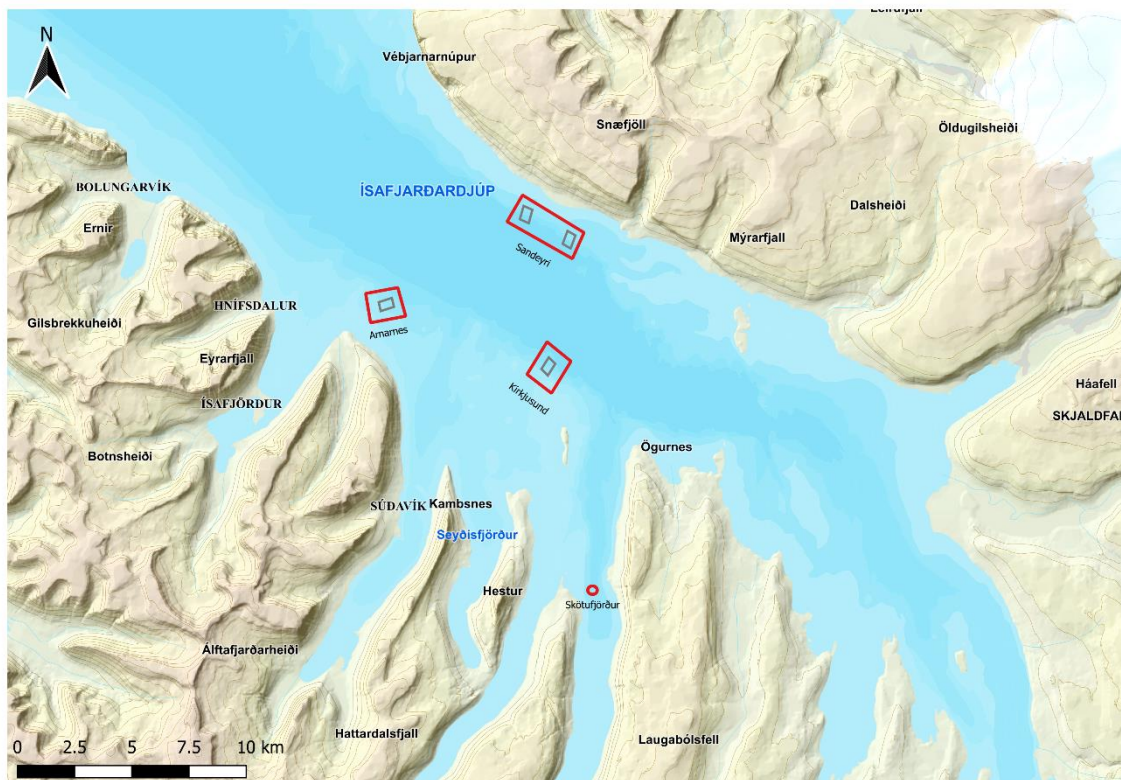 N
Vébjarnarnúpur
Snæfjöll
Öldugilsheiði
BOLUNGARVÍK
ÍSAFJARÐARDJÚP
Ernir
Dalsheiði
Mýrarfjall
Sandeyri
HNÍFSDALUR
Gilsbrekkuheiði
Arnarnes
Eyrarfjall
Kirkjusund
Háafell
ÍSAFJÖRÐUR
SKJALDFA
Botnsheiði
Ögurnes
SÚÐAVÍK
Kambsnes
Seyðisfjörður
Hestur
Skötufjörður
Álftafjarðarheiði
Hattardalsfjall
Laugabólsfell
0 2.5 5 7.5 10 km